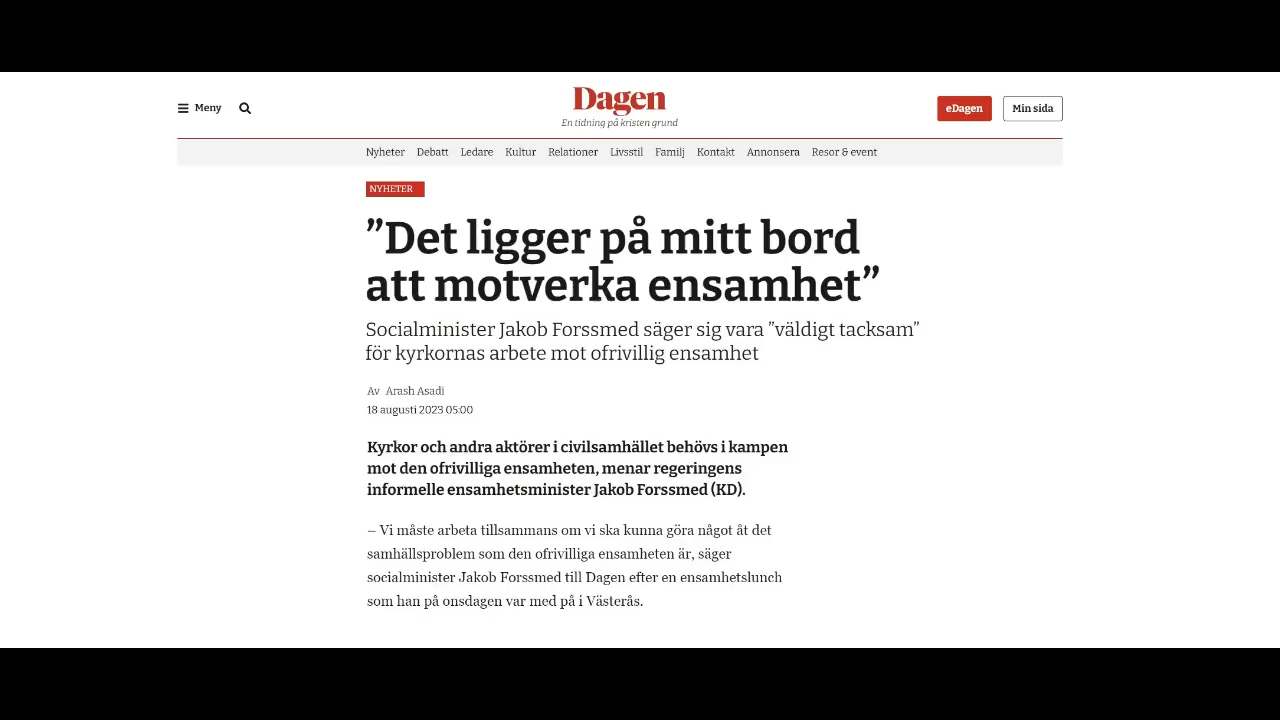 Meny
Dagen
En tidning på kristen grund
eDagen
Min sida
Nyheter Debatt Ledare Kultur Relationer Livsstil Familj Kontakt Annonsera Resor & event
NYHETER
”Det ligger på mitt bord
att motverka ensamhet”
Socialminister Jakob Forssmed säger sig vara ”väldigt tacksam”
för kyrkornas arbete mot ofrivillig ensamhet
Av Arash Asadi
18 augusti 2023 05:00
Kyrkor och andra aktörer i civilsamhället behövs i kampen
mot den ofrivilliga ensamheten, menar regeringens
informelle ensamhetsminister Jakob Forssmed (KD).
– Vi måste arbeta tillsammans om vi ska kunna göra något åt det
samhällsproblem som den ofrivilliga ensamheten är, säger
socialminister Jakob Forssmed till Dagen efter en ensamhetslunch
som han på onsdagen var med på i Västerås.